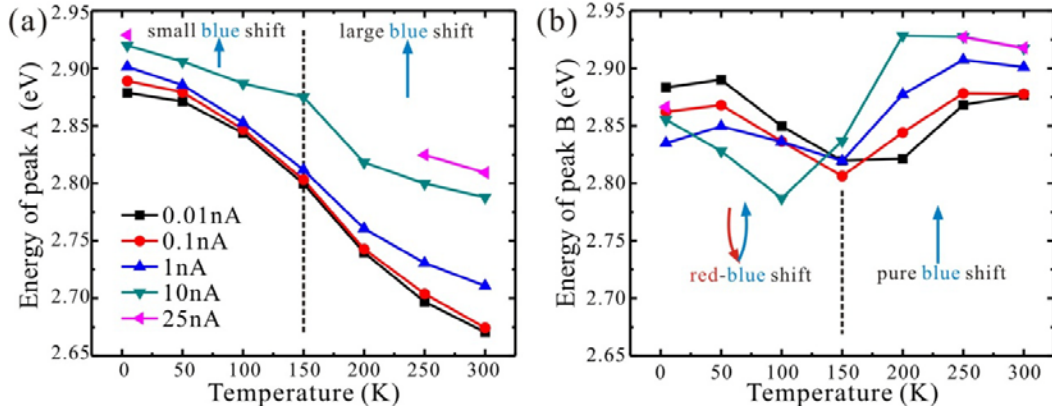 (a)
small blue shift
large blue shift
Energy of peak A (eV)
2.95
2.90
2.85
2.80
2.75
2.70
2.65
0.01nA
0.1nA
1nA
10nA
25nA
0 50 100 150 200 250 300
Temperature (K)
(b)
Energy of peak B (eV)
2.95
2.90
2.85
2.80
2.75
2.70
2.65
red-blue shift
pure blue shift
0 50 100 150 200 250 300
Temperature (K)